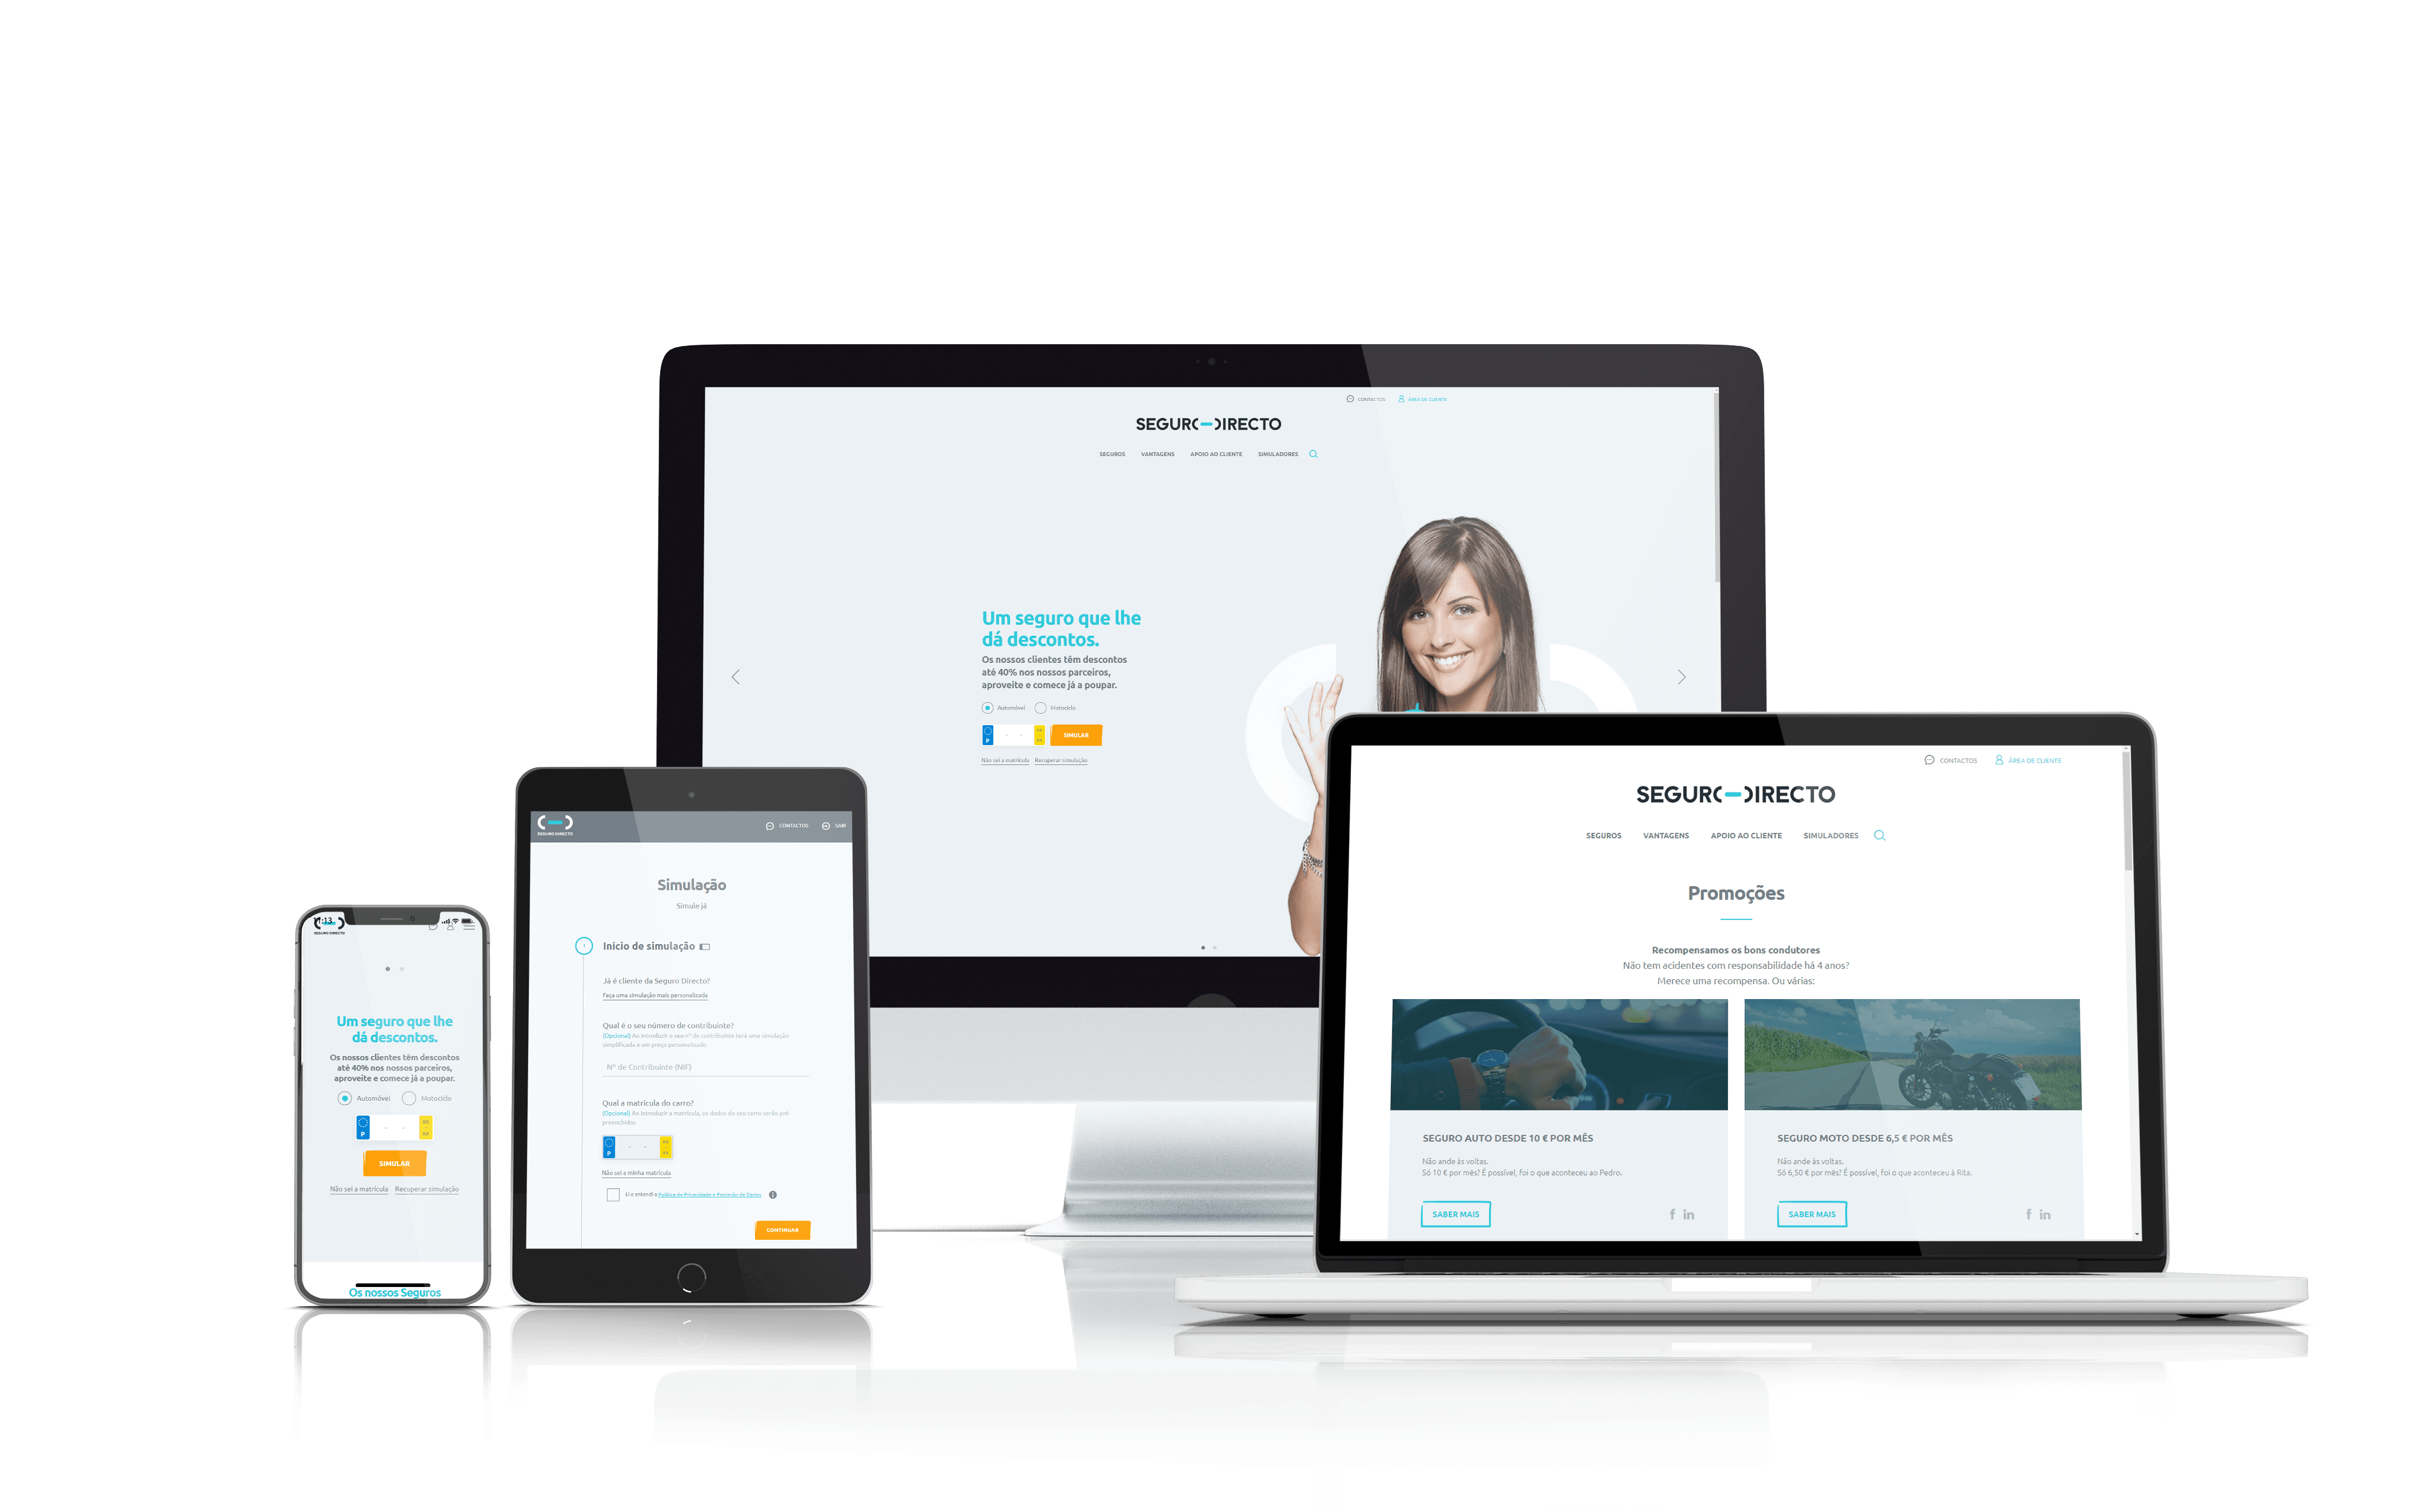 CONTACTOS ÁREA DE CLIENTE
SEGURO DIRECTO
SEGUROS VANTAGENS APOIO AO CLIENTE SIMULADORES
Um seguro que lhe
dá descontos.
Os nossos clientes têm descontos
até 40% nos nossos parceiros,
aproveite e comece já a poupar.
Automóvel Motociclo
P SIMULAR
Não sei a matrícula Recuperar simulação
CONTACTOS ÁREA DE CLIENTE
SEGURO DIRECTO
SEGUROS VANTAGENS APOIO AO CLIENTE SIMULADORES
Promoções
Recompensamos os bons condutores
Não tem acidentes com responsabilidade há 4 anos?
Merece uma recompensa. Ou várias:
SEGURO AUTO DESDE 10 € POR MÊS
Não ande às voltas.
Só 10 € por mês? É possível, foi o que aconteceu ao Pedro.
SABER MAIS
SEGURO MOTO DESDE 6,5 € POR MÊS
Não ande às voltas.
Só 6,50 € por mês? É possível, foi o que aconteceu à Rita.
SABER MAIS
SEGURO DIRECTO
CONTACTOS SAIR
Simulação
Simule já
1 Início de simulação
Já é cliente da Seguro Directo?
Faça uma simulação mais personalizada
Qual é o seu número de contribuinte?
(Opcional) Ao introduzir o seu nº de contribuinte terá uma simulação
simplificada e um preço personalizado
Nº de Contribuinte (NIF)
Qual a matrícula do carro?
(Opcional) Ao introduzir a matrícula, os dados do seu carro serão pré-
preenchidos
P
Não sei a minha matrícula
Li e entendi a Política de Privacidade e Proteção de Dados
CONTINUAR
11:13
SEGURO DIRECTO
Um seguro que lhe
dá descontos.
Os nossos clientes têm descontos
até 40% nos nossos parceiros,
aproveite e comece já a poupar.
Automóvel Motociclo
P
SIMULAR
Não sei a matrícula Recuperar simulação
Os nossos Seguros